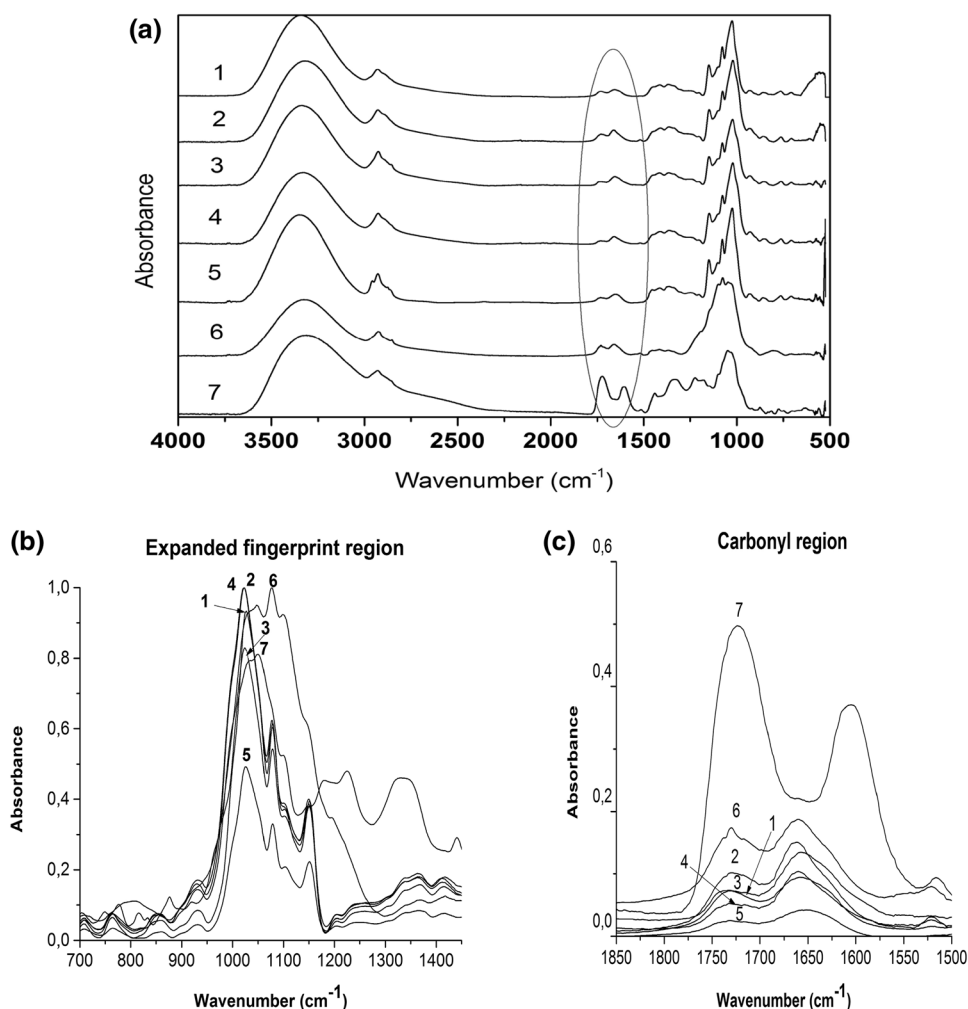 (a)
1
2
3
4
5
6
7
Absorbance
4000 3500 3000 2500 2000 1500 1000 500
Wavenumber (cm-1)
(b)
Expanded fingerprint region
1,0
0,8
0,6
0,4
0,2
0,0
4 2 6
1
3
7
5
Absorbance
700 800 900 1000 1100 1200 1300 1400
Wavenumber (cm-1)
(c)
Carbonyl region
0,6
0,4
0,2
0,0
7
6
1
2
4 3
5
Absorbance
1850 1800 1750 1700 1650 1600 1550 1500
Wavenumber (cm-1)